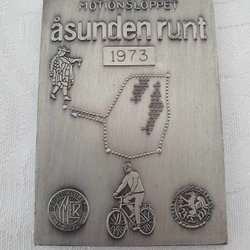 MOTIONSLOPPET
åsunden runt
1973